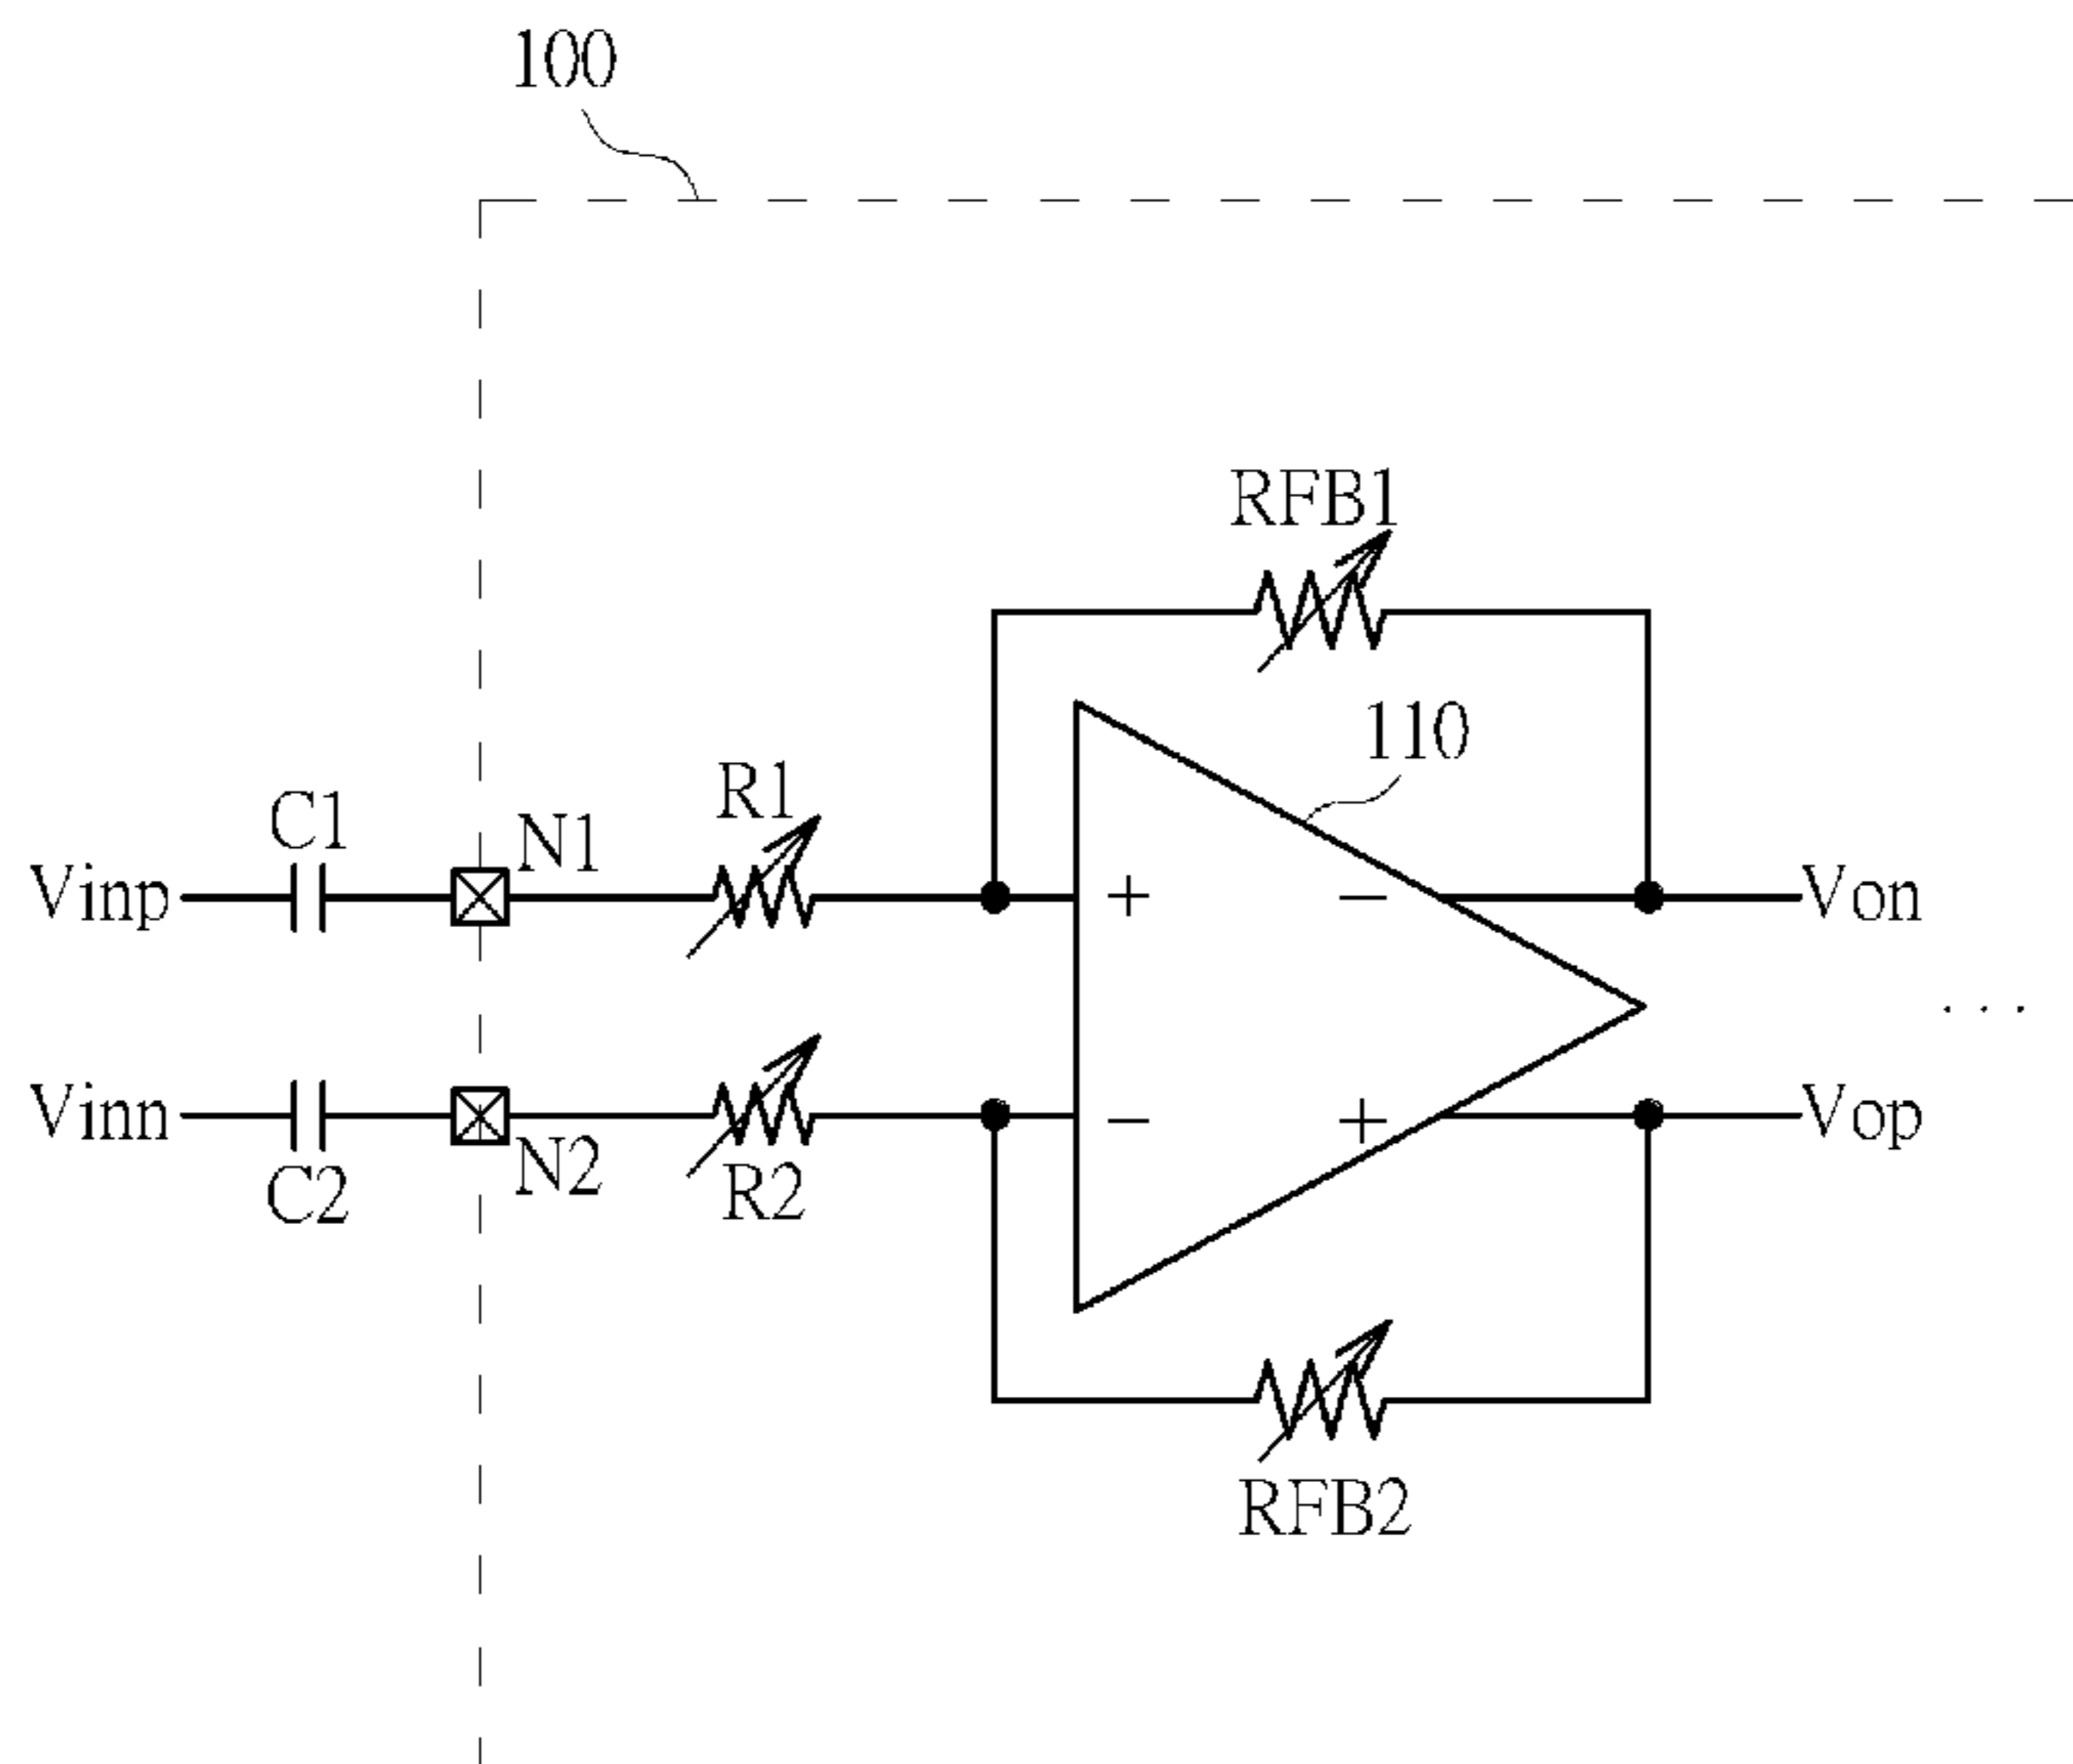 100
RFB1
110
R1
C1
N1
Vinp
+
−
Von
. . .
Vinn
−
+
Vop
C2
N2
R2
RFB2